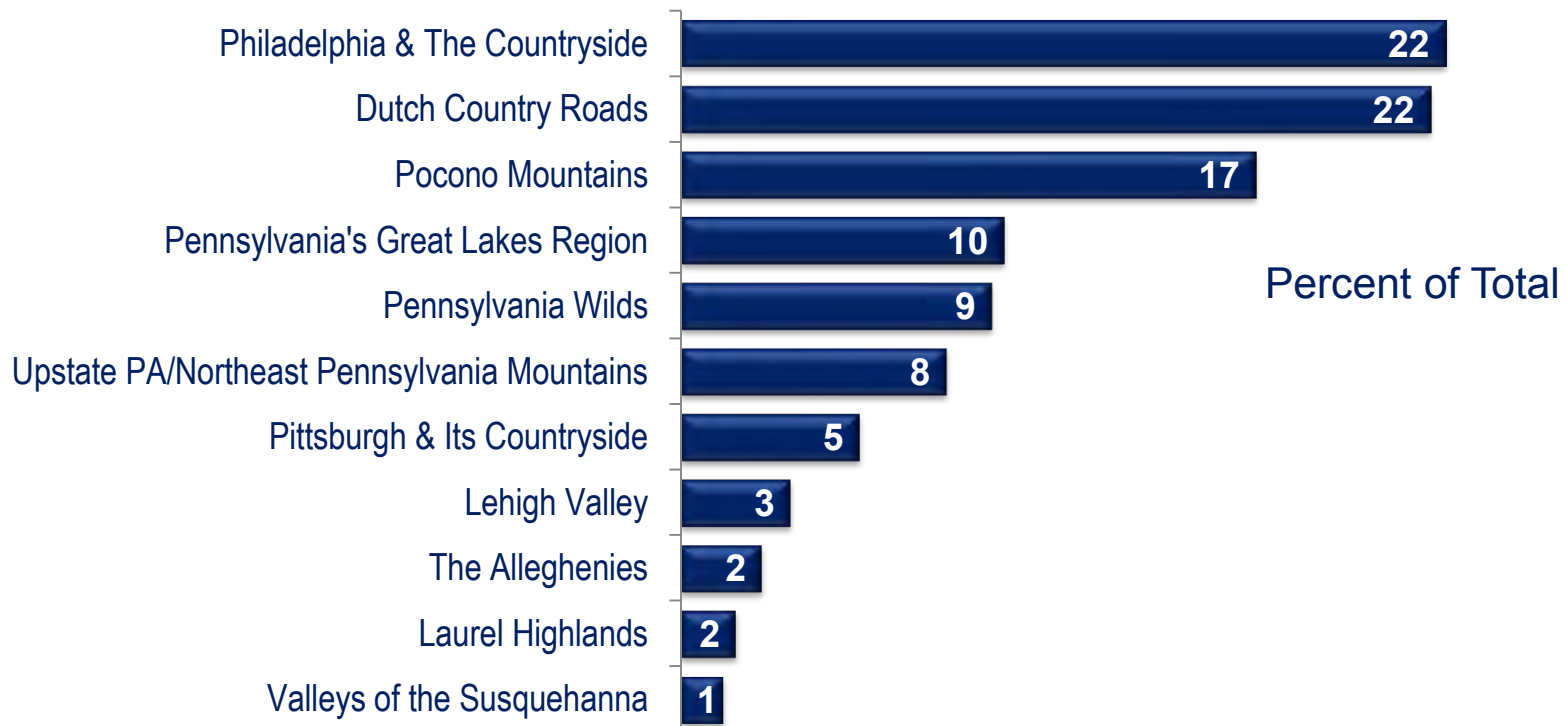 Philadelphia & The Countryside 22
Dutch Country Roads 22
Pocono Mountains 17
Pennsylvania's Great Lakes Region 10
Pennsylvania Wilds 9
Percent of Total
Upstate PA/Northeast Pennsylvania Mountains 8
Pittsburgh & Its Countryside 5
Lehigh Valley 3
The Alleghenies 2
Laurel Highlands 2
Valleys of the Susquehanna 1